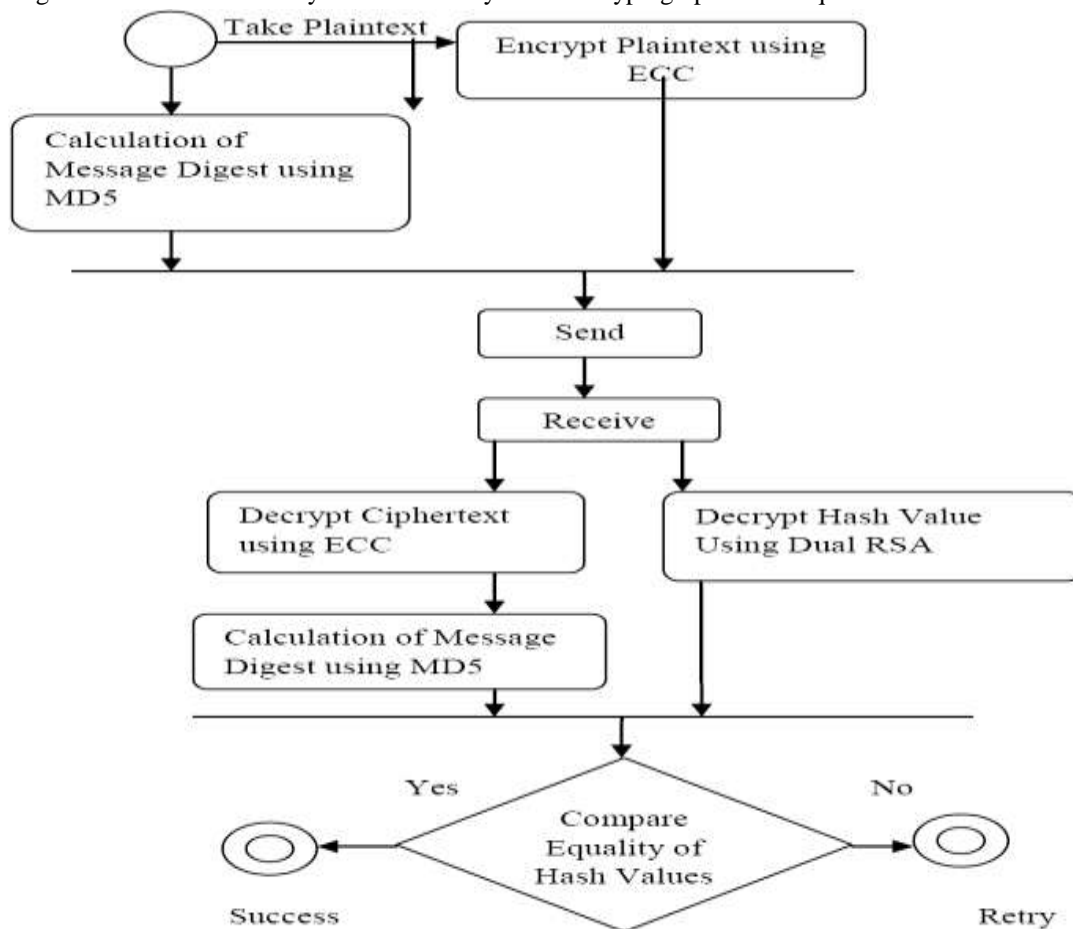 Take Plaintext
Encrypt Plaintext using
ECC
Calculation of
Message Digest using
MD5
Send
Receive
Decrypt Ciphertext
using ECC
Decrypt Hash Value
Using Dual RSA
Calculation of Message
Digest using MD5
Yes
No
Compare
Equality of
Hash Values
Success
Retry